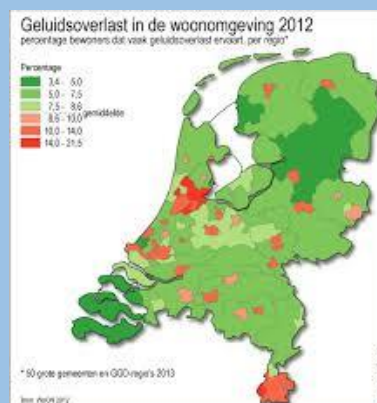 Geluidsoverlast in de woonomgeving 2012
percentage bewoners dat vaak geluidsoverlast ervaart, per regio*
Percentage
3,4 - 5,0
5,0 - 7,5
7,5 - 8,6
gemiddelde
8,6 - 10,0
10,0 - 14,0
14,0 - 21,5
* 50 grote gemeenten en GGD-regio's 2013